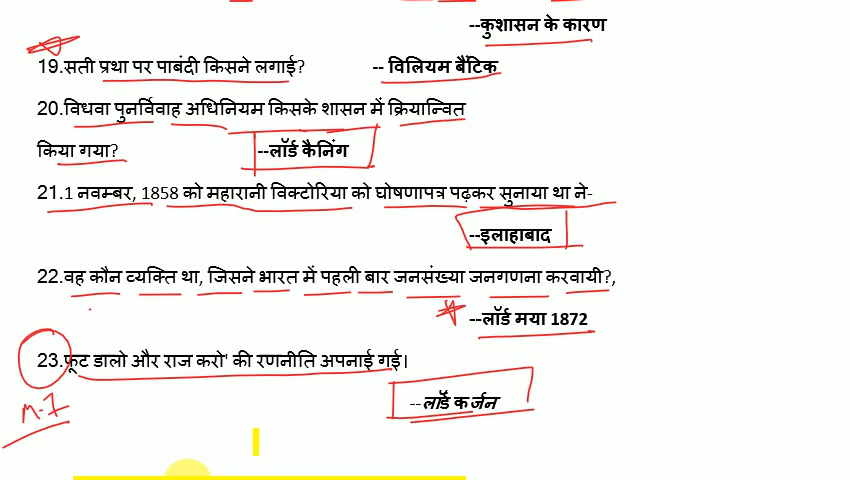 --कुशासन के कारण
19.सती प्रथा पर पाबंदी किसने लगाई? -- विलियम बैंटिक
20.विधवा पुनर्विवाह अधिनियम किसके शासन में क्रियान्वित
किया गया? --लॉर्ड कैनिंग
21.1 नवम्बर, 1858 को महारानी विक्टोरिया को घोषणापत्र पढ़कर सुनाया था ने-
--इलाहाबाद
22.वह कौन व्यक्ति था, जिसने भारत में पहली बार जनसंख्या जनगणना करवायी?,
--लॉर्ड मया 1872
23.फूट डालो और राज करो' की रणनीति अपनाई गई।
--लॉर्ड कर्जन